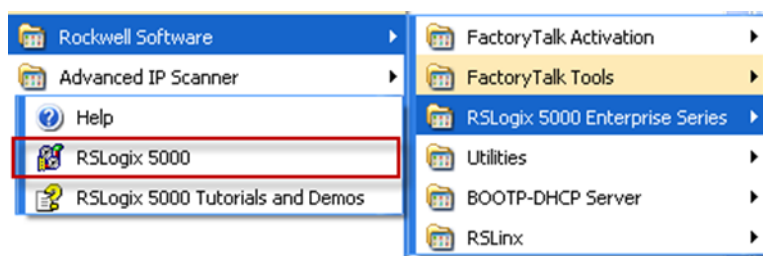 Rockwell Software
Advanced IP Scanner
Help
RSLogix 5000
RSLogix 5000 Tutorials and Demos
FactoryTalk Activation
FactoryTalk Tools
RSLogix 5000 Enterprise Series
Utilities
BOOTP-DHCP Server
RSLinx